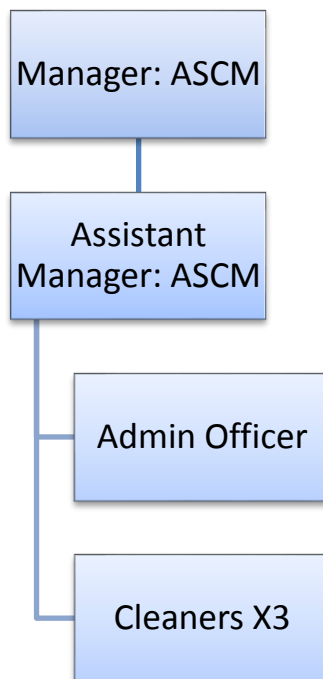 Manager: ASCM
Assistant
Manager: ASCM
Admin Officer
Cleaners X3